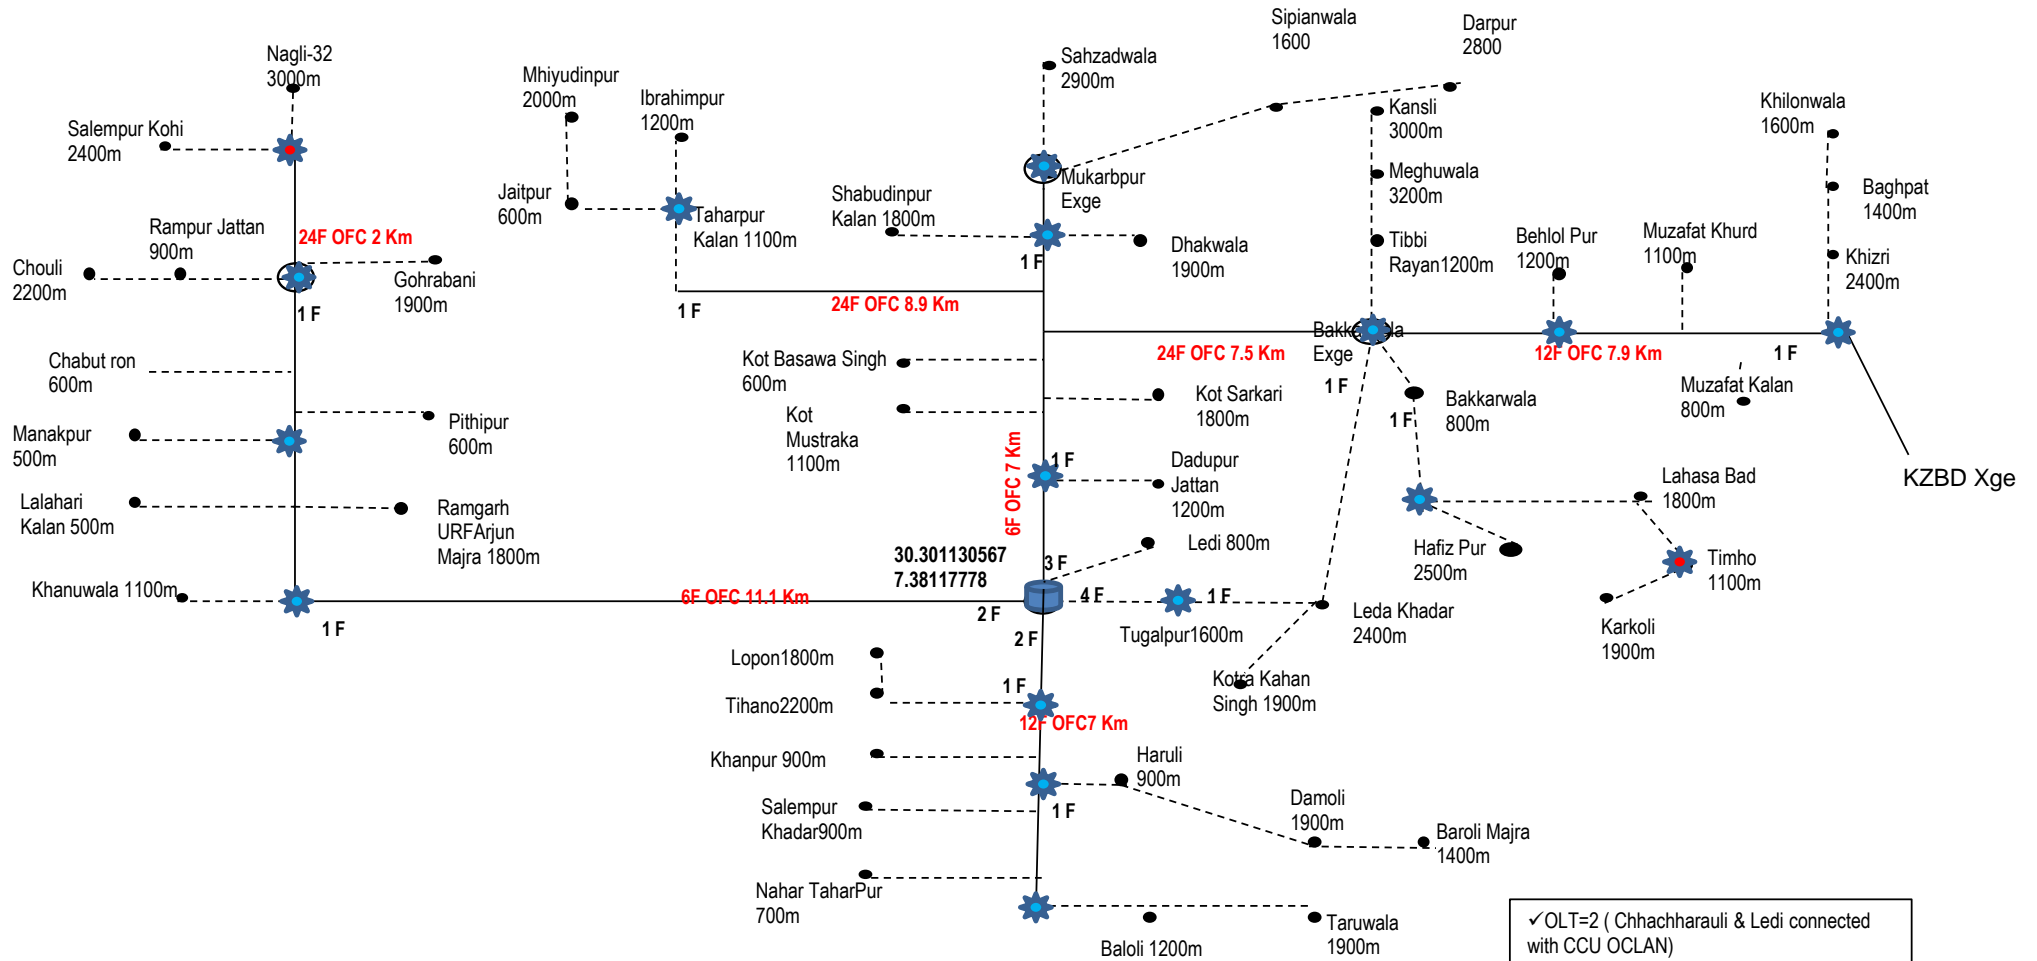 Sipianwala
1600
Darpur
2800
Nagli-32
3000m
Mhiyudinpur
2000m
Ibrahimpur
1200m
Sahzadwala
2900m
Kansli
3000m
Khilonwala
1600m
Salempur Kohi
2400m
Mukarbpur
Exge
Meghuwala
3200m
Baghpat
1400m
Jaitpur
600m
Taharpur
Kalan 1100m
Shabudinpur
Kalan 1800m
Dhakwala
1900m
Tibbi
Rayan1200m
Behlol Pur
1200m
Muzafat Khurd
1100m
Khizri
2400m
Rampur Jattan
900m
24F OFC 2 Km
Chouli
2200m
Gohrabani
1900m
1 F
1 F
1 F
24F OFC 8.9 Km
Exge
24F OFC 7.5 Km
12F OFC 7.9 Km
1 F
1 F
Chabut ron
600m
Kot Basawa Singh
600m
Kot Sarkari
1800m
Bakkarwala
800m
1 F
Muzafat Kalan
800m
Pithipur
600m
Kot
Mustraka
1100m
Manakpur
500m
6F OFC 7 Km
1 F
Dadupur
Jattan
1200m
Lahasa Bad
1800m
KZBD Xge
Lalahari
Kalan 500m
Ramgarh
URFArjun
Majra 1800m
Ledi 800m
Hafiz Pur
2500m
Timho
1100m
30.301130567
7.38117778
3 F
Khanuwala 1100m
6F OFC 11.1 Km
4 F
1 F
2 F
1 F
2 F
Tugalpur1600m
Leda Khadar
2400m
Karkoli
1900m
Lopon1800m
1 F
Tihano2200m
Kotra Kahan
Singh 1900m
12F OFC7 Km
Khanpur 900m
Haruli
900m
Salempur
Khadar900m
1 F
Damoli
1900m
Baroli Majra
1400m
Nahar TaharPur
700m
Baloli 1200m
Taruwala
1900m
✓OLT=2 ( Chhachharauli & Ledi connected
with CCU OCLAN)